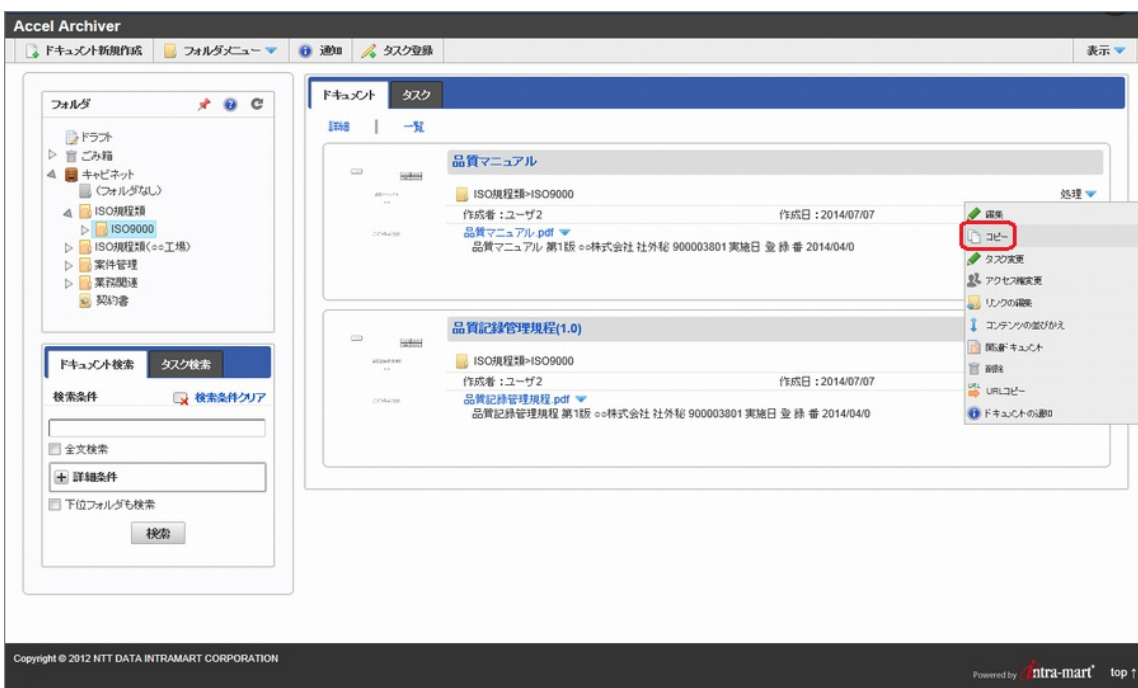 Accel Archiver
ドキュメント新規作成 フォルダメニュー 通知 タスク登録 表示
フォルダ
ドラフト
ごみ箱
キャビネット
(フォルダなし)
ISO規程類
ISO9000
ISO規程類(○○工場)
案件管理
業務関連
契約書
ドキュメント検索 タスク検索
検索条件 検索条件クリア
全文検索
詳細条件
下位フォルダも検索
検索
ドキュメント タスク
詳細 | 一覧
品質マニュアル
ISO規程類>ISO9000 処理
作成者:ユーザ2 作成日:2014/07/07
品質マニュアル.pdf
品質マニュアル 第1版 ○○株式会社 社外秘 900003801 実施日 登 録 番 2014/04/0
品質記録管理規程(1.0)
ISO規程類>ISO9000
作成者:ユーザ2 作成日:2014/07/07
品質記録管理規程.pdf
品質記録管理規程 第1版 ○○株式会社 社外秘 900003801 実施日 登 録 番 2014/04/0
編集
コピー
タスク変更
アクセス権変更
リンクの編集
コンテンツの並びかえ
関連ドキュメント
削除
URLコピー
ドキュメントの通知
Copyright © 2012 NTT DATA INTRAMART CORPORATION
Powered by intra-mart top ↑